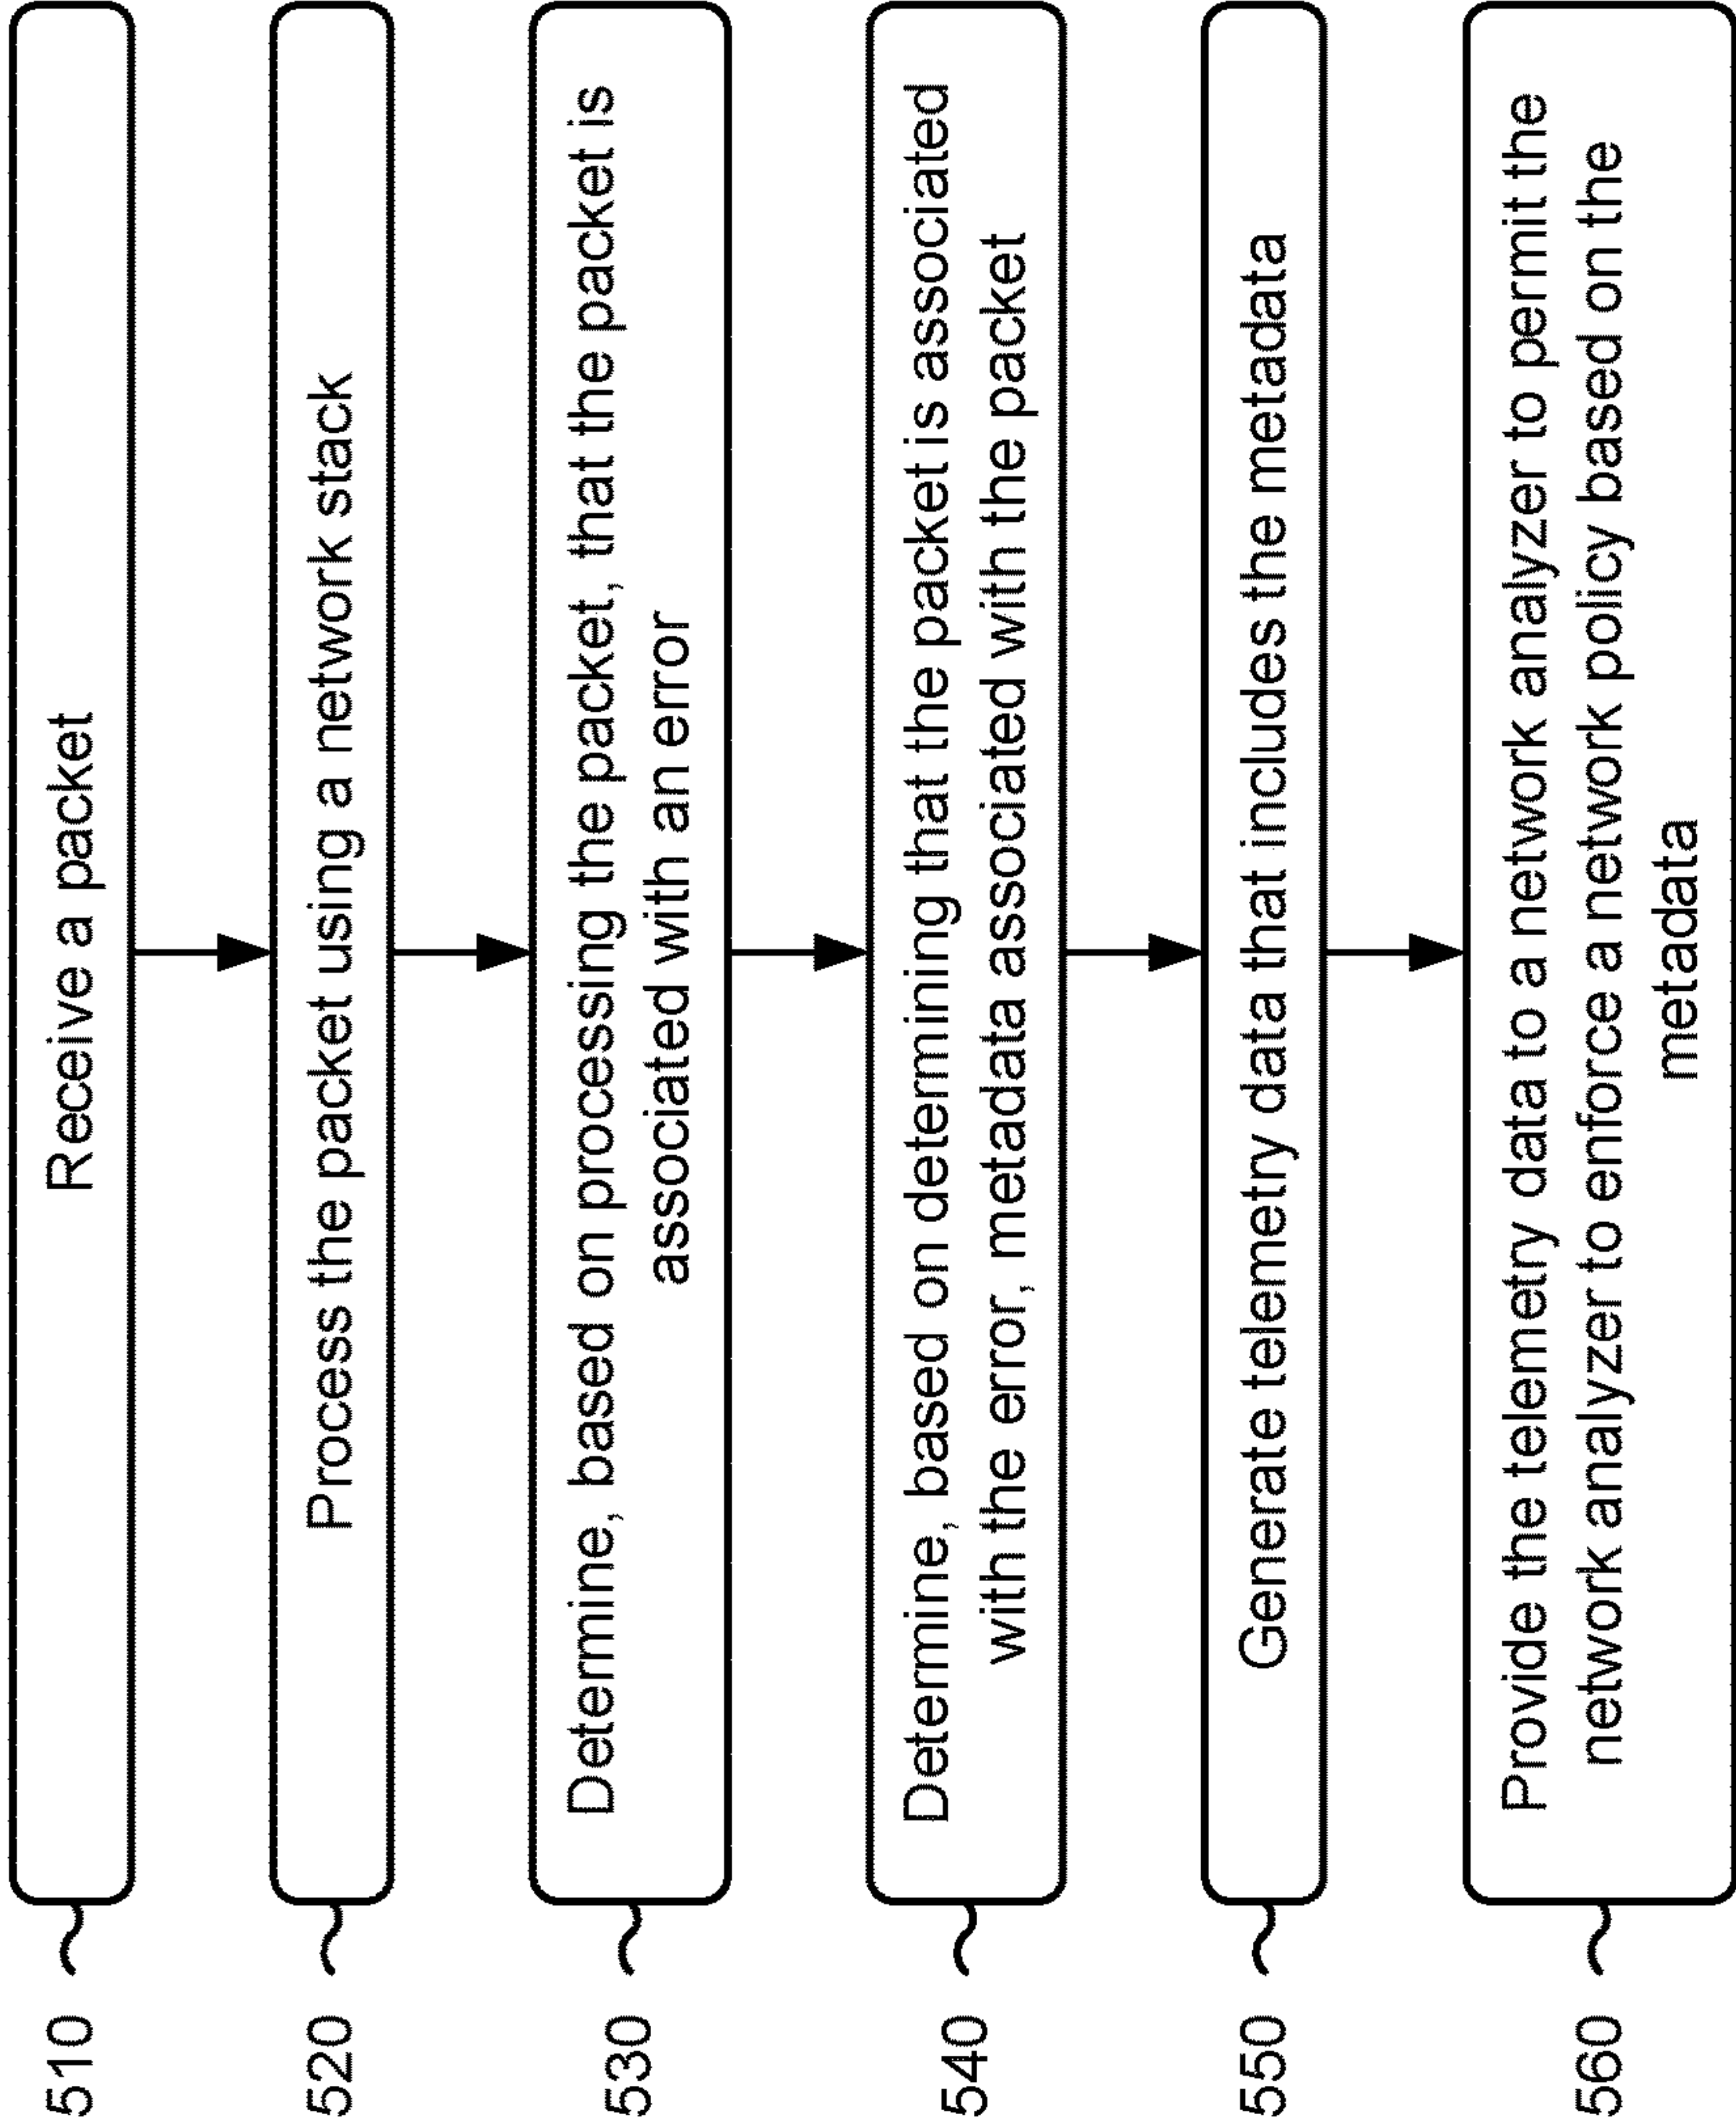 510
Receive a packet
520
Process the packet using a network stack
530
Determine, based on processing the packet, that the packet is
associated with an error
540
Determine, based on determining that the packet is associated
with the error, metadata associated with the packet
550
Generate telemetry data that includes the metadata
560
Provide the telemetry data to a network analyzer to permit the
network analyzer to enforce a network policy based on the
metadata